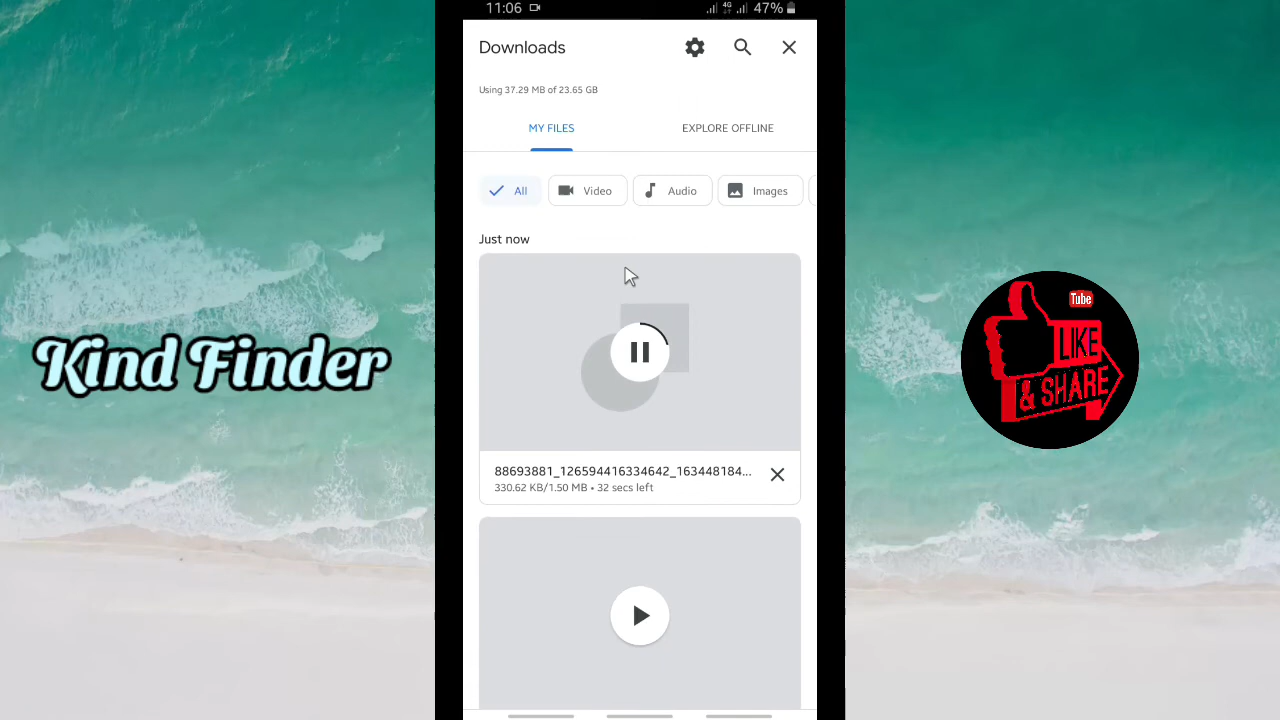 11:06
4G
47%
Downloads
Using 37.29 MB of 23.65 GB
MY FILES
EXPLORE OFFLINE
All
Video
Audio
Images
Just now
88693881_126594416334642_163448184...
330.62 KB/1.50 MB • 32 secs left
Kind Finder
Tube
LIKE
& SHARE